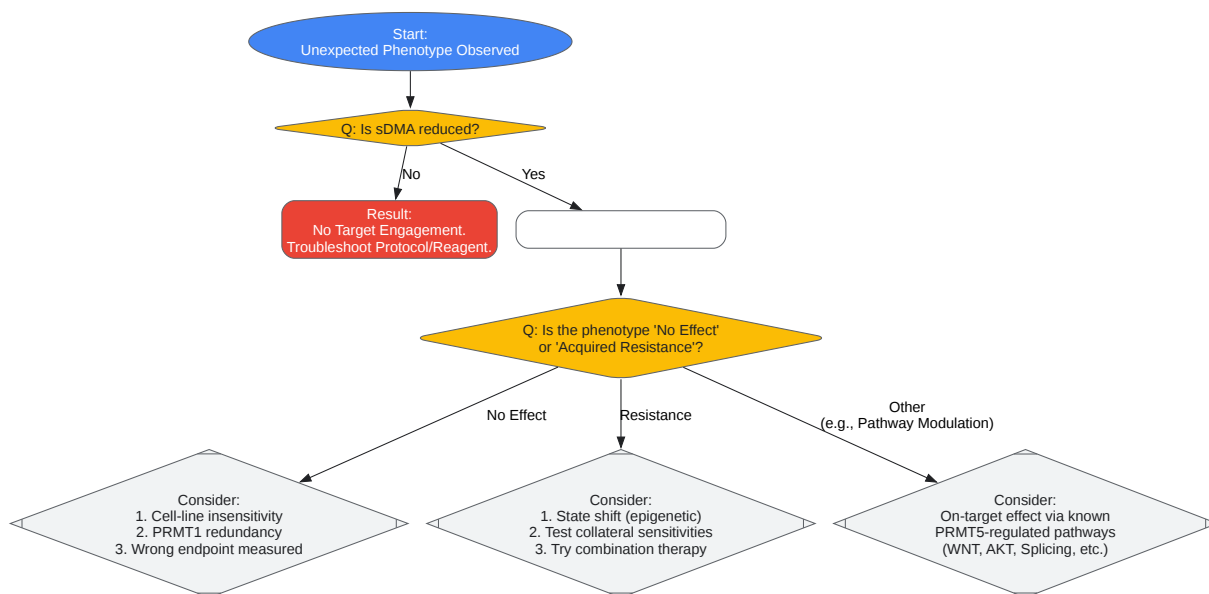 Start:
Unexpected Phenotype Observed
Q: Is sDMA reduced?
No
Yes
Result:
No Target Engagement.
Troubleshoot Protocol/Reagent.
Q: Is the phenotype 'No Effect'
or 'Acquired Resistance'?
No Effect
Resistance
Other
(e.g., Pathway Modulation)
Consider:
1. Cell-line insensitivity
2. PRMT1 redundancy
3. Wrong endpoint measured
Consider:
1. State shift (epigenetic)
2. Test collateral sensitivities
3. Try combination therapy
Consider:
On-target effect via known
PRMT5-regulated pathways
(WNT, AKT, Splicing, etc.)